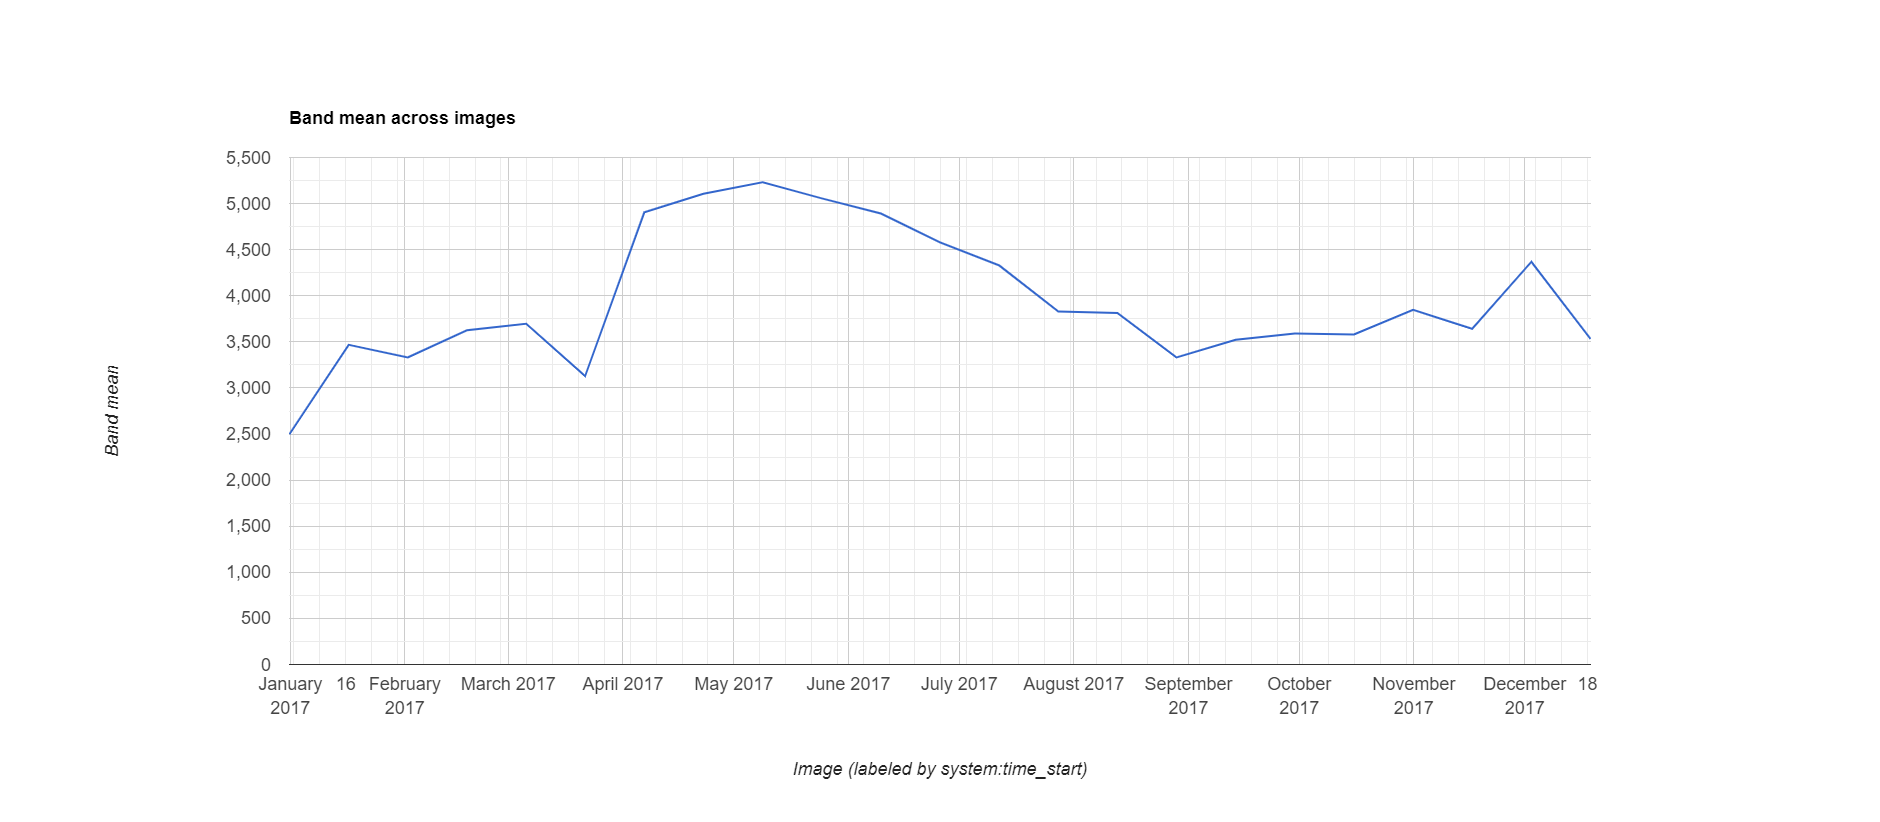 Band mean across images
5,500
5,000
4,500
4,000
3,500
3,000
2,500
2,000
1,500
1,000
500
0
Band mean
January 16 February March 2017 April 2017 May 2017 June 2017 July 2017 August 2017 September October November December 18
2017 2017 2017 2017 2017 2017
Image (labeled by system:time_start)